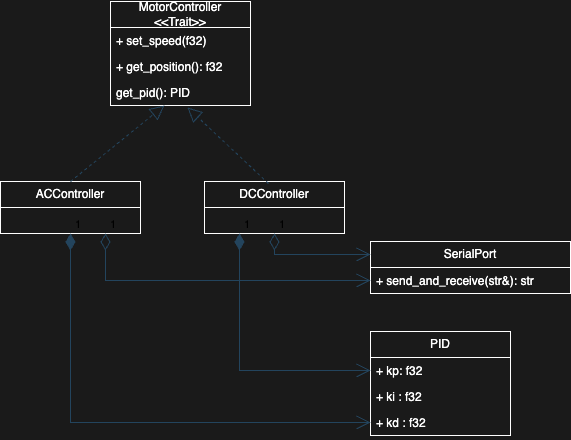 MotorController
<<Trait>>
+ set_speed(f32)
+ get_position(): f32
get_pid(): PID
ACController
DCController
1
1
1
1
SerialPort
+ send_and_receive(str&): str
PID
+ kp: f32
+ ki : f32
+ kd : f32